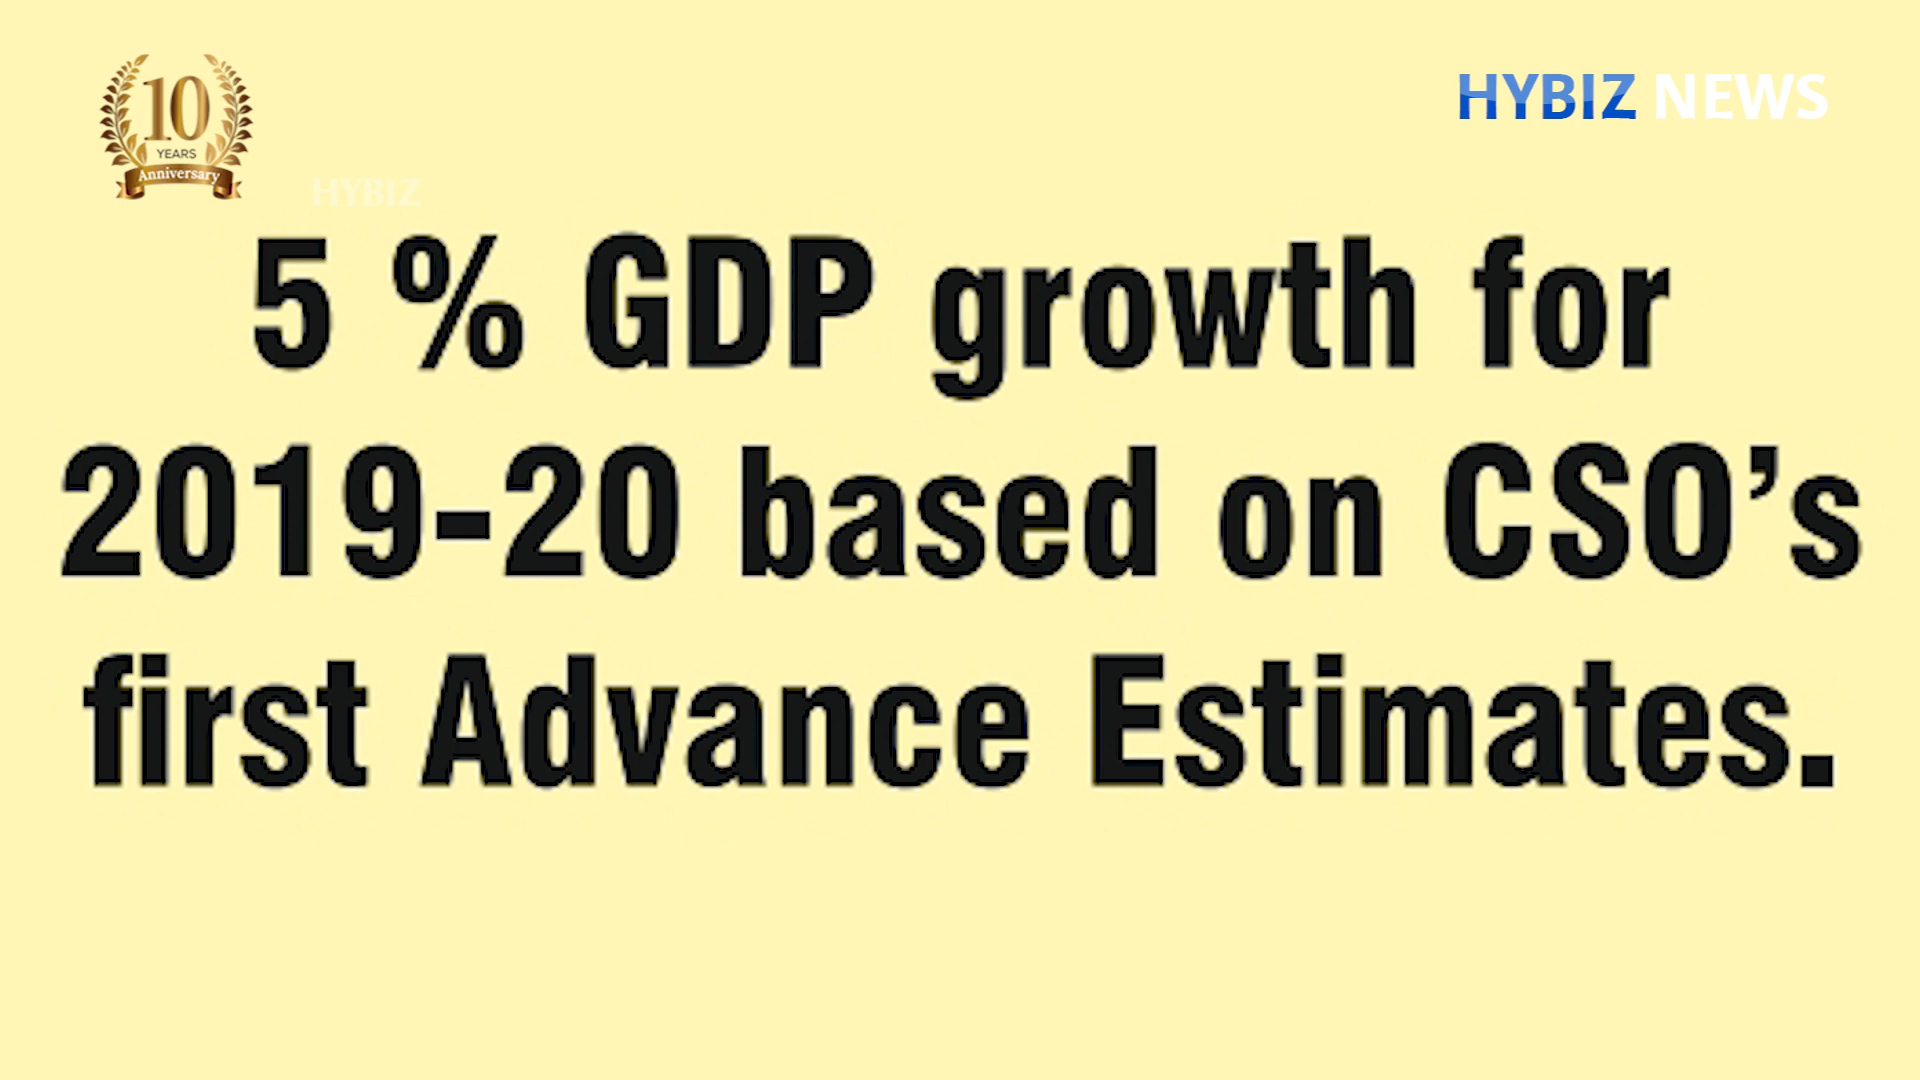 10
YEARS
Anniversary
HYBIZ NEWS
HYBIZ
5 % GDP growth for
2019-20 based on CSO’s
first Advance Estimates.